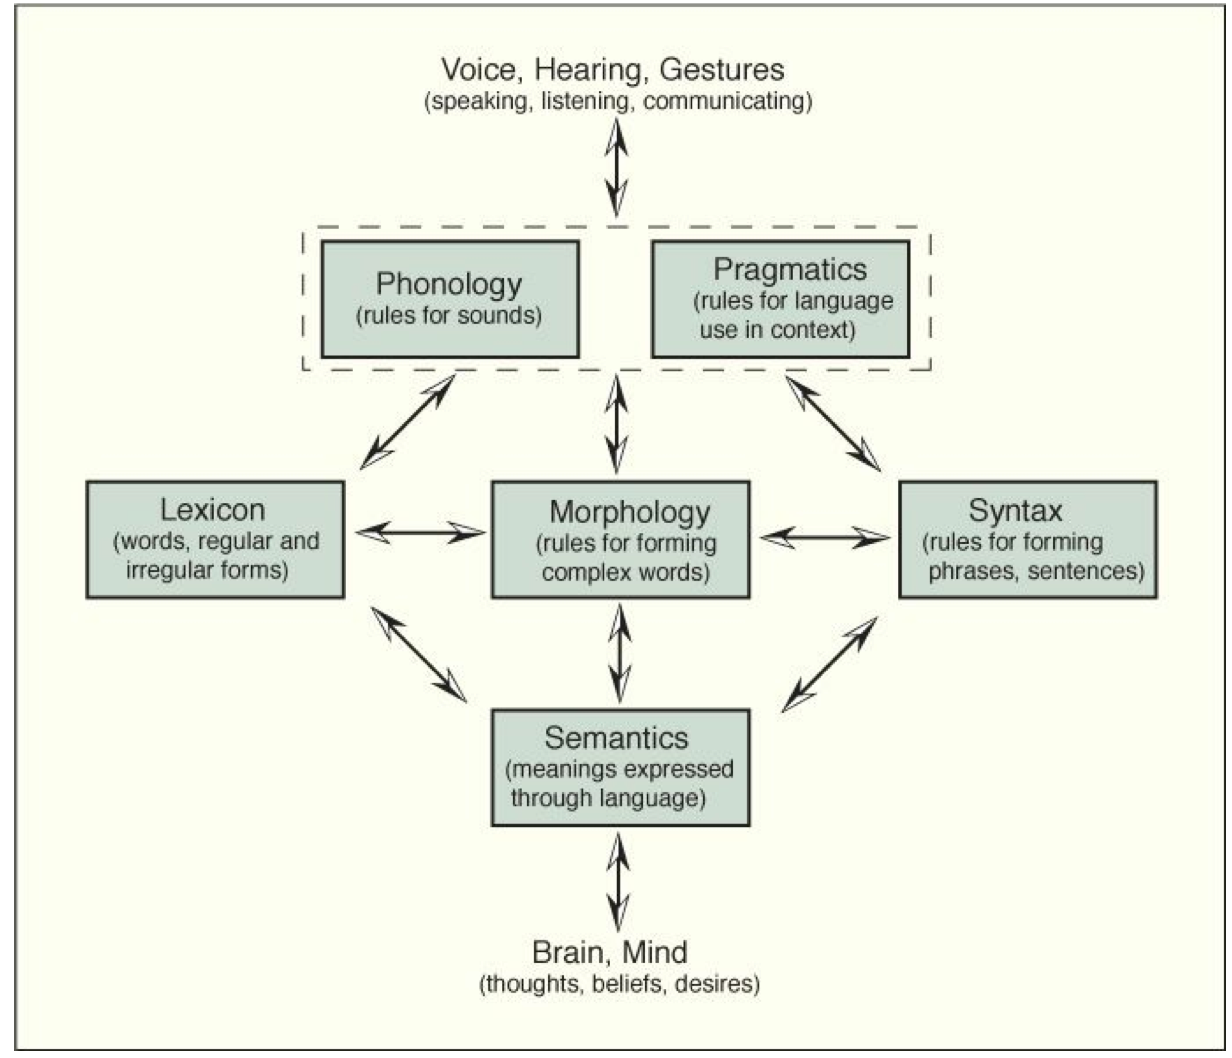 Voice, Hearing, Gestures
(speaking, listening, communicating)
Phonology
(rules for sounds)
Pragmatics
(rules for language
use in context)
Lexicon
(words, regular and
irregular forms)
Morphology
(rules for forming
complex words)
Syntax
(rules for forming
phrases, sentences)
Semantics
(meanings expressed
through language)
Brain, Mind
(thoughts, beliefs, desires)